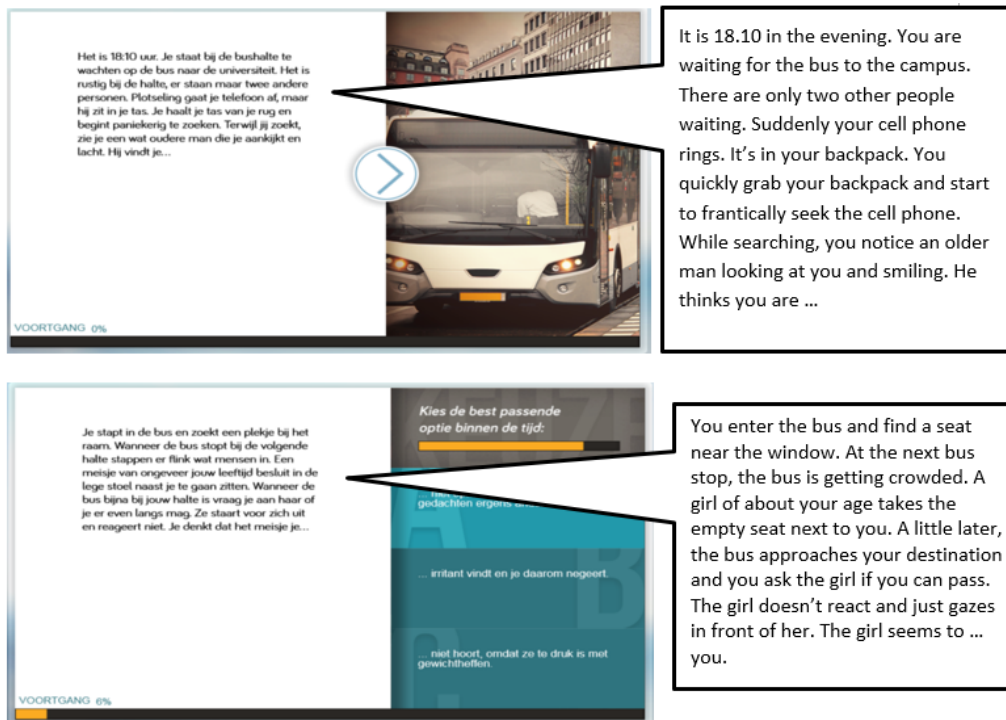 Het is 18:10 uur. Je staat bij de bushalte te
wachten op de bus naar de universiteit. Het is
rustig bij de halte, er staan maar twee andere
personen. Plotseling gaat je telefoon af, maar
hij zit in je tas. Je haalt je tas van je rug en
begint paniekerig te zoeken. Terwijl jij zoekt,
zie je een wat oudere man die je aankijkt en
lacht. Hij vindt je...
VOORTGANG 0%
It is 18.10 in the evening. You are
waiting for the bus to the campus.
There are only two other people
waiting. Suddenly your cell phone
rings. It's in your backpack. You
quickly grab your backpack and start
to frantically seek the cell phone.
While searching, you notice an older
man looking at you and smiling. He
thinks you are ...
Je stapt in de bus en zoekt een plekje bij het
raam. Wanneer de bus stopt bij de volgende
halte stappen er flink wat mensen in. Een
meisje van ongeveer jouw leeftijd besluit in de
lege stoel naast je te gaan zitten. Wanneer de
bus bijna bij jouw halte is vraag je aan haar of
je er even langs mag. Ze staart voor zich uit
en reageert niet. Je denkt dat het meisje je...
VOORTGANG 6%
KEUZE
Kies de best passende
optie binnen de tijd:
A
gedachten ergens
B
... irritant vindt en je daarom negeert.
C
... niet hoort, omdat ze te druk is met
gewichtheffen.
You enter the bus and find a seat
near the window. At the next bus
stop, the bus is getting crowded. A
girl of about your age takes the
empty seat next to you. A little later,
the bus approaches your destination
and you ask the girl if you can pass.
The girl doesn't react and just gazes
in front of her. The girl seems to ...
you.